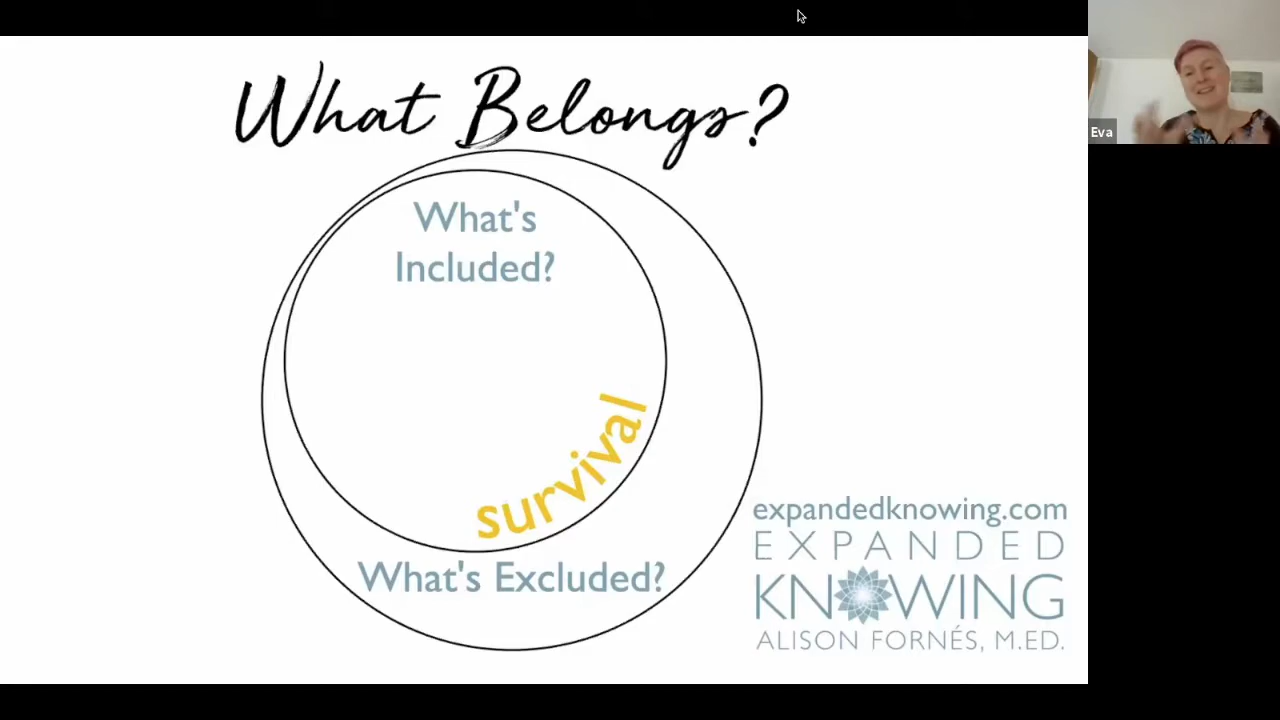 What Belongs?
What's
Included?
survival
What's Excluded?
expandedknowing.com
EXPANDED
KNOWING
ALISON FORNÉS, M.ED.
Eva